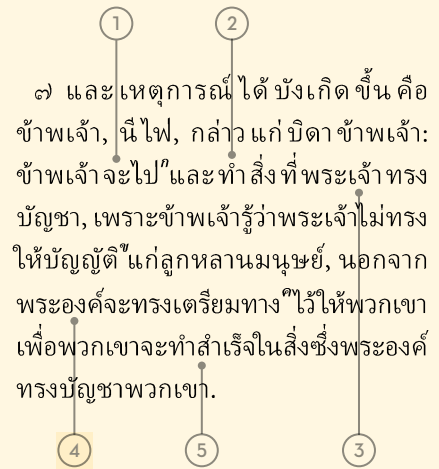 1 2
๗ และเหตุการณ์ ได้ บังเกิด ขึ้น คือ
ข้าพเจ้า, นีไฟ, กล่าว แก่ บิดา ข้าพเจ้า:
ข้าพเจ้า จะไป กและ ทำ สิ่ง ที่ พระเจ้า ทรง
บัญชา, เพราะข้าพเจ้ารู้ว่าพระเจ้าไม่ทรง
ให้บัญญัติ ขแก่ลูกหลานมนุษย์, นอกจาก
พระองค์จะทรงเตรียมทาง คไว้ให้พวกเขา
เพื่อพวกเขาจะทำสำเร็จในสิ่งซึ่งพระองค์
ทรงบัญชาพวกเขา.
4 5 3